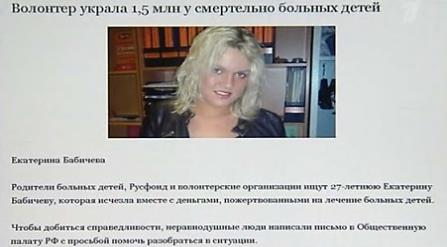 Волонтер украла 1,5 млн у смертельно больных детей
Екатерина Бабичева
Родители больных детей, Русфонд и волонтерские организации ищут 27-летнюю Екатерину
Бабичеву, которая исчезла вместе с деньгами, пожертвованными на лечение больных детей.
Чтобы добиться справедливости, неравнодушные люди написали письмо в Общественную
палату РФ с просьбой помочь разобраться в ситуации.